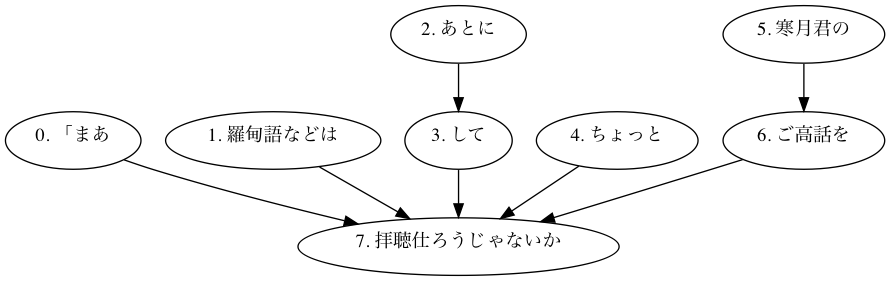 2. あとに
5. 寒月君の
0. 「まあ
1. 羅甸語などは
3. して
4. ちょっと
6. ご高話を
7. 拝聴仕ろうじゃないか